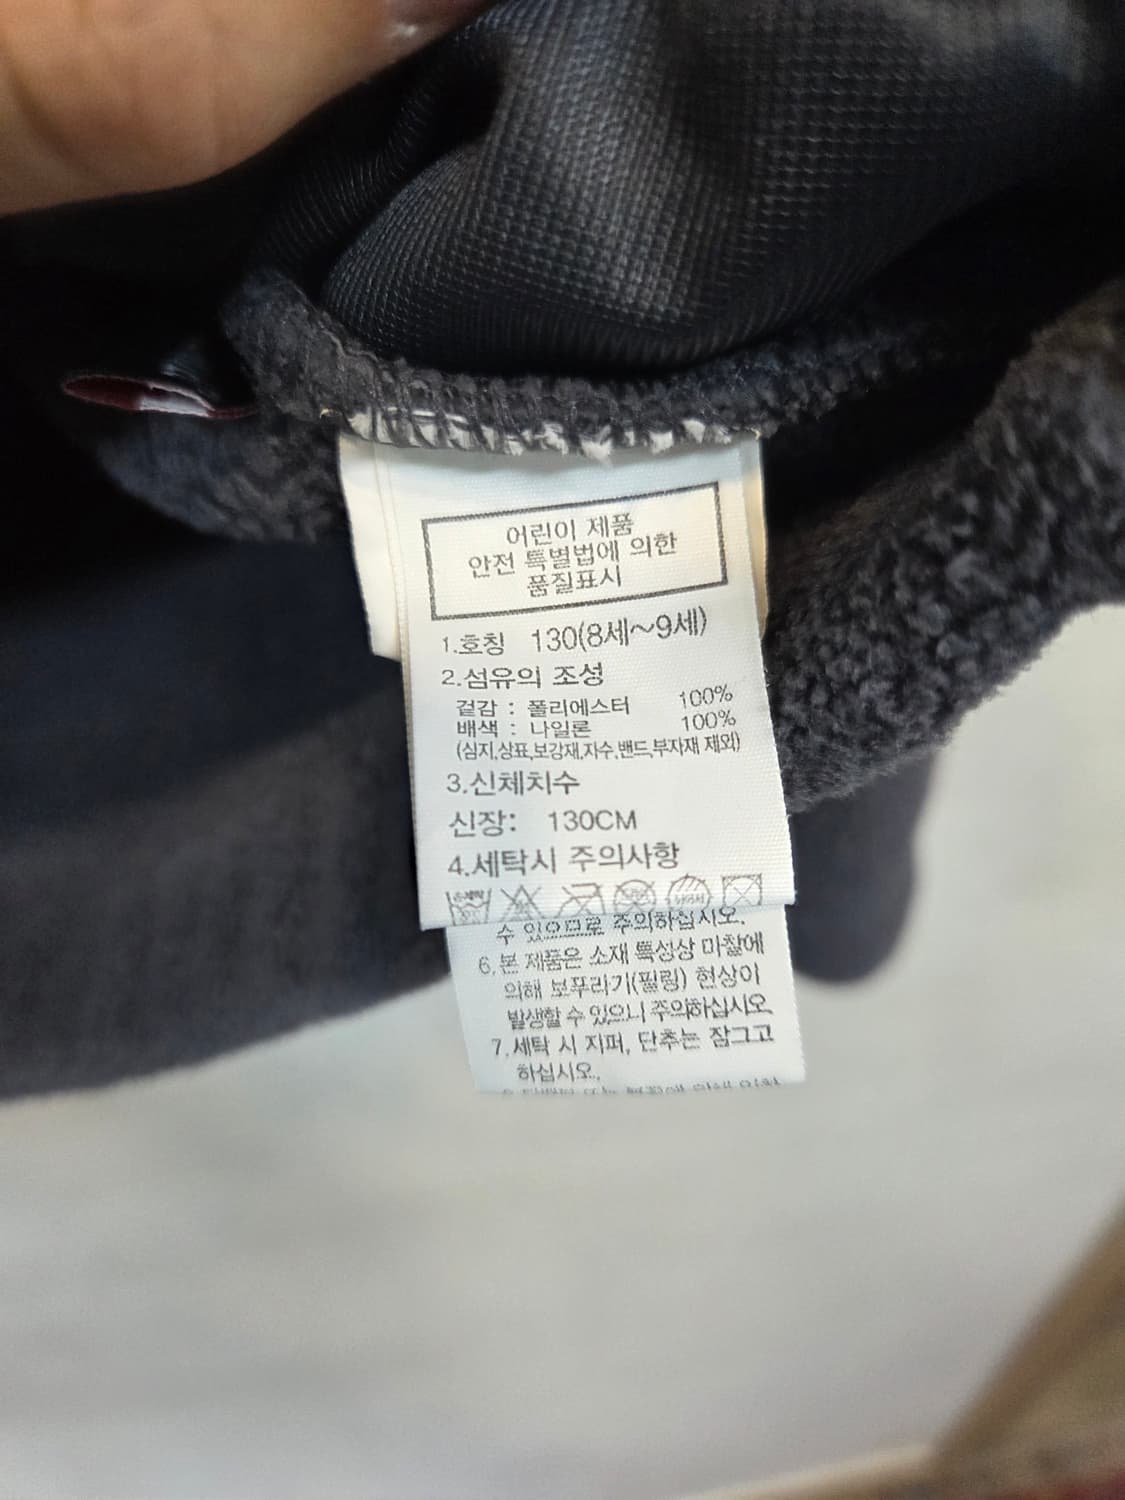 어린이 제품
안전 특별법에 의한
품질표시
1.호칭 130(8세~9세)
2.섬유의 조성
겉감 : 폴리에스터 100%
배색 : 나일론 100%
(심지,상표,보강재,자수,밴드,부자재 제외)
3.신체치수
신장: 130CM
4.세탁시 주의사항
수 있으므로 주의하십시오.
6.본 제품은 소재 특성상 마찰에
의해 보푸라기(필링) 현상이
발생할 수 있으니 주의하십시오
7.세탁 시 지퍼, 단추는 잠그고
하십시오.